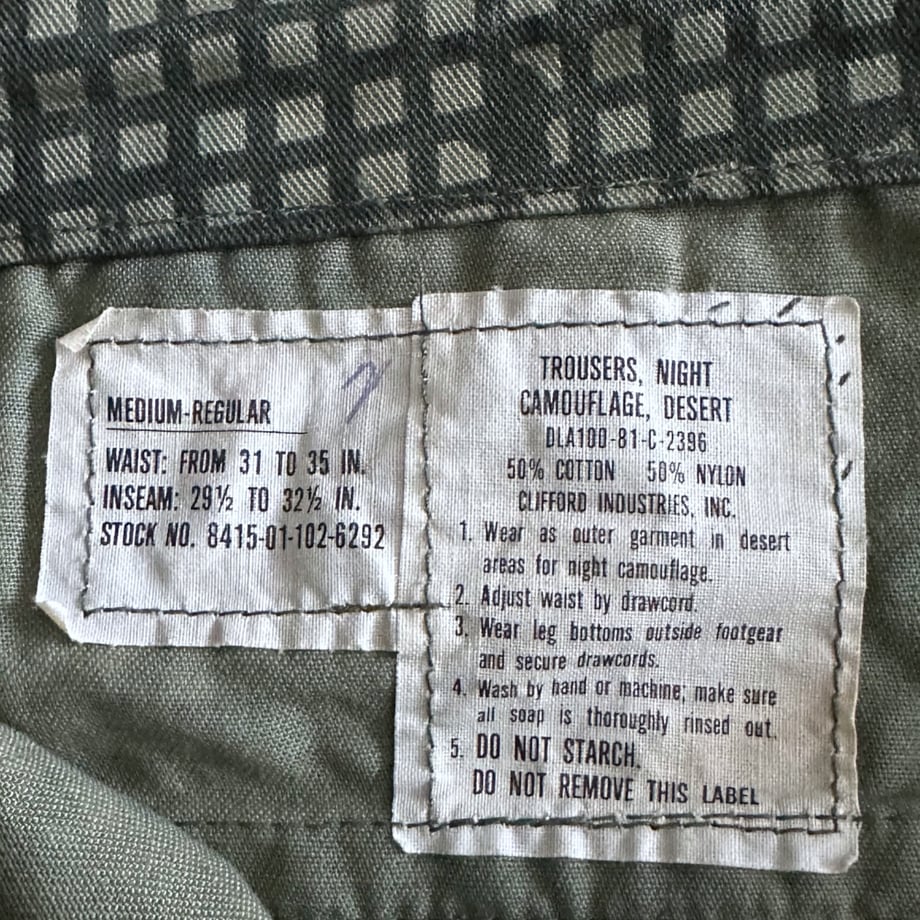 MEDIUM-REGULAR
WAIST: FROM 31 TO 35 IN.
INSEAM: 29½ TO 32½ IN.
STOCK NO. 8415-01-102-6292
TROUSERS, NIGHT
CAMOUFLAGE, DESERT
DLA100-81-C-2396
50% COTTON 50% NYLON
CLIFFORD INDUSTRIES, INC.
1. Wear as outer garment in desert
areas for night camouflage.
2. Adjust waist by drawcord.
3. Wear leg bottoms outside footgear
and secure drawcords.
4. Wash by hand or machine; make sure
all soap is thoroughly rinsed out.
5. DO NOT STARCH.
DO NOT REMOVE THIS LABEL